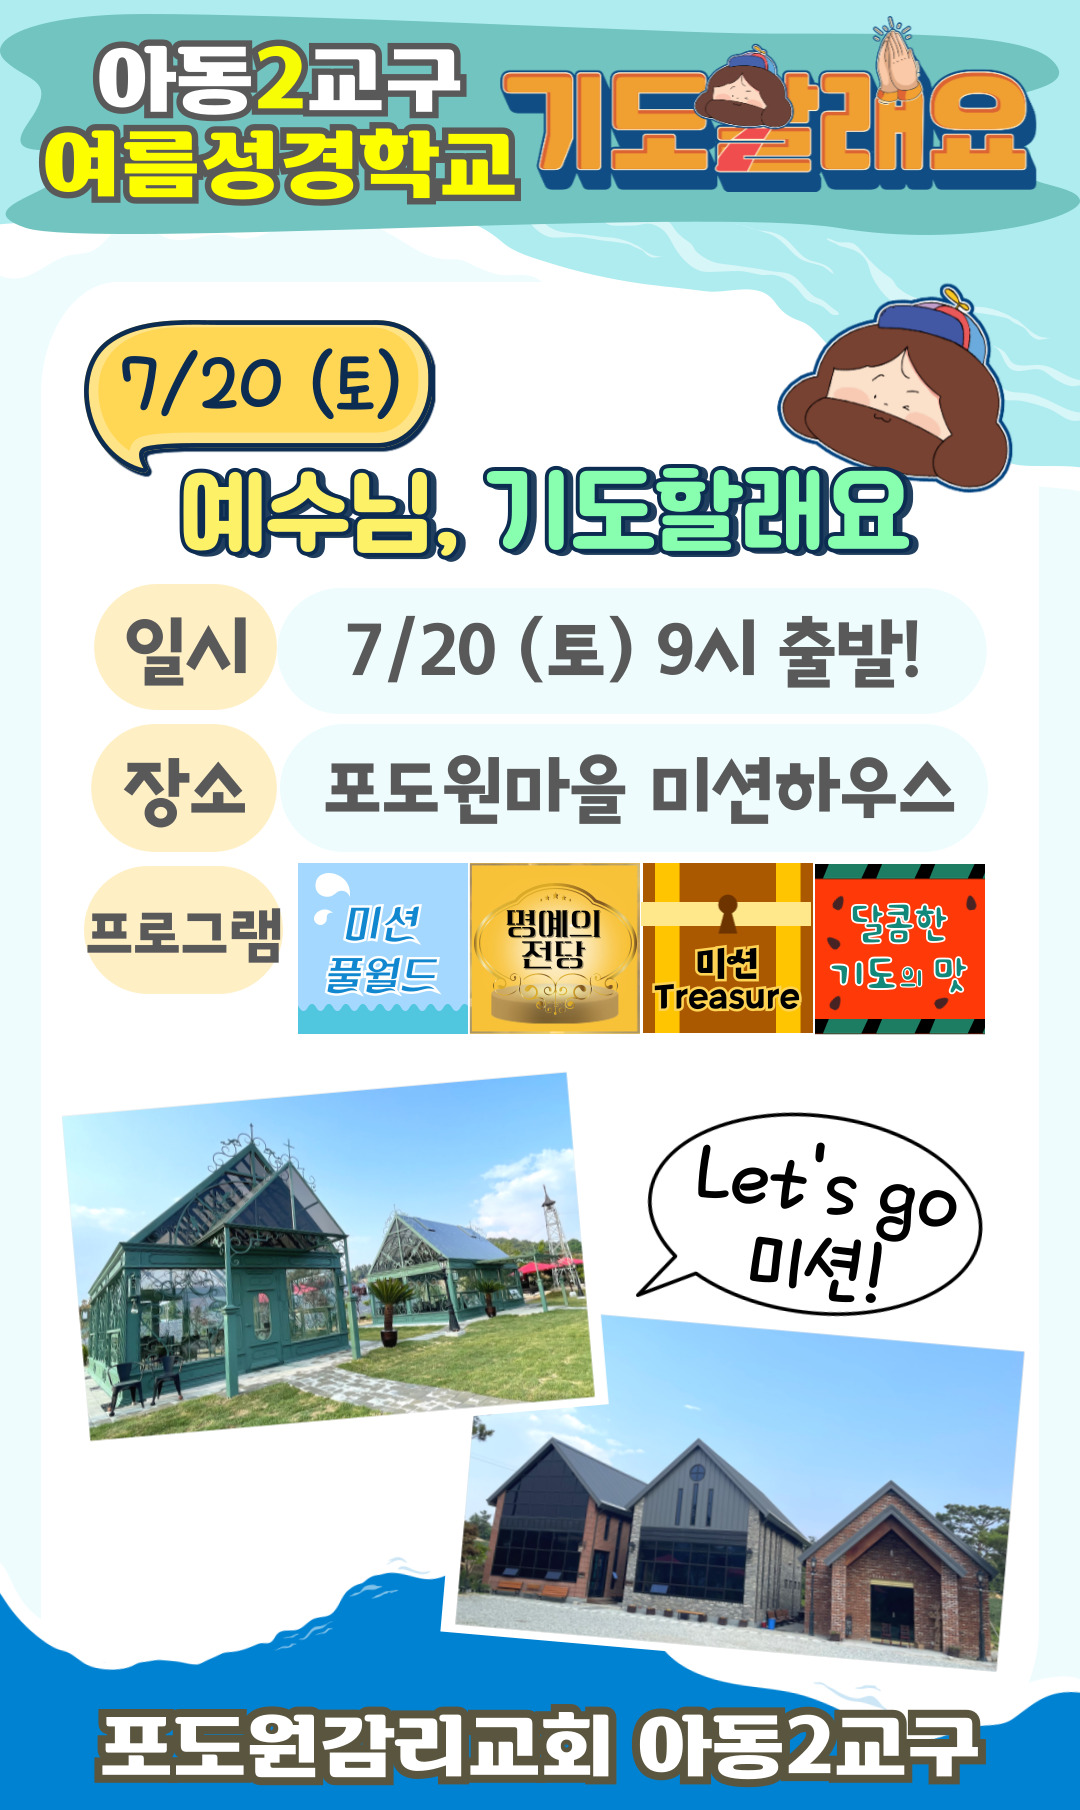 아동2교구
여름성경학교
기도할래요
7/20 (토)
예수님, 기도할래요
일시
7/20 (토) 9시 출발!
장소
포도원마을 미션하우스
프로그램
미션
풀월드
명예의
전당
미션
Treasure
달콤한
기도의 맛
Let's go
미션!
포도원감리교회 아동2교구